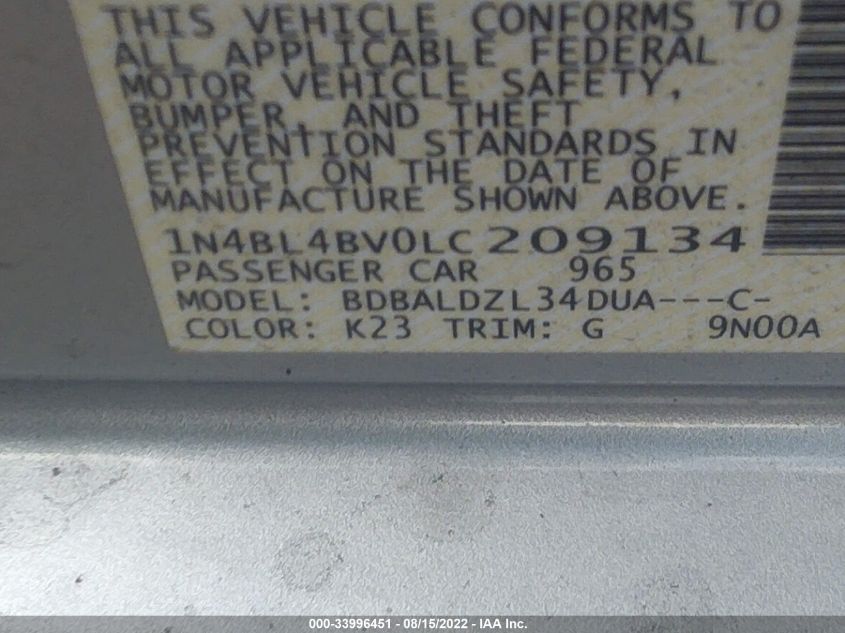 THIS VEHICLE CONFORMS TO
ALL APPLICABLE FEDERAL
MOTOR VEHICLE SAFETY,
BUMPER, AND THEFT
PREVENTION STANDARDS IN
EFFECT ON THE DATE OF
MANUFACTURE SHOWN ABOVE.
1N4BL4BV0LC209134
PASSENGER CAR 965
MODEL: BDBALDZL34DUA---C-
COLOR: K23 TRIM: G 9N00A
000-33996451 - 08/15/2022 - IAA Inc.